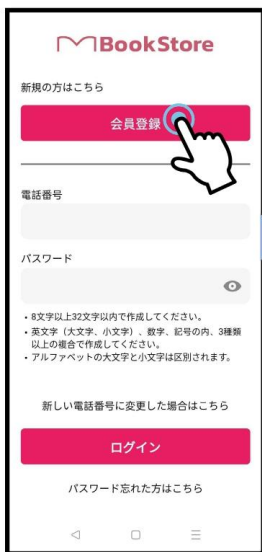 BookStore
新規の方はこちら
会員登録
電話番号
パスワード
・8文字以上32文字以内で作成してください。
・英文字（大文字、小文字）、数字、記号の内、3種類
以上の複合で作成してください。
・アルファベットの大文字と小文字は区別されます。
新しい電話番号に変更した場合はこちら
ログイン
パスワード忘れた方はこちら